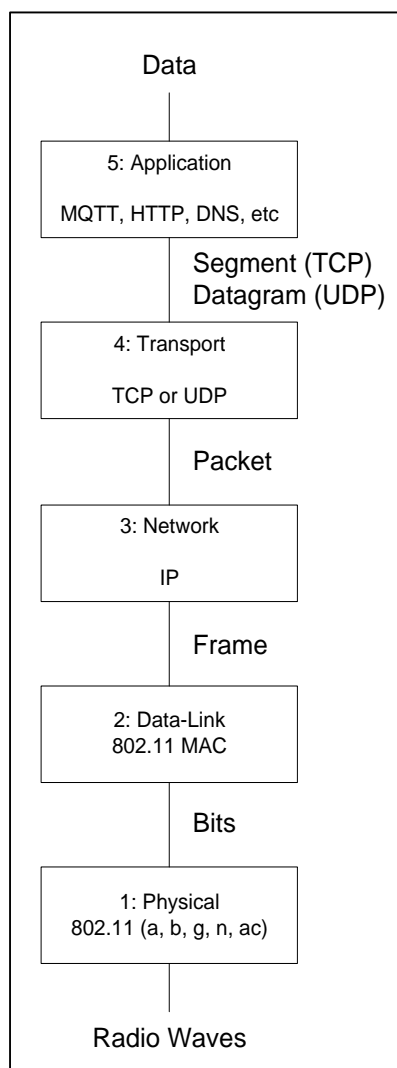 Data
5: Application
MQTT, HTTP, DNS, etc
Segment (TCP)
Datagram (UDP)
4: Transport
TCP or UDP
Packet
3: Network
IP
Frame
2: Data-Link
802.11 MAC
Bits
1: Physical
802.11 (a, b, g, n, ac)
Radio Waves